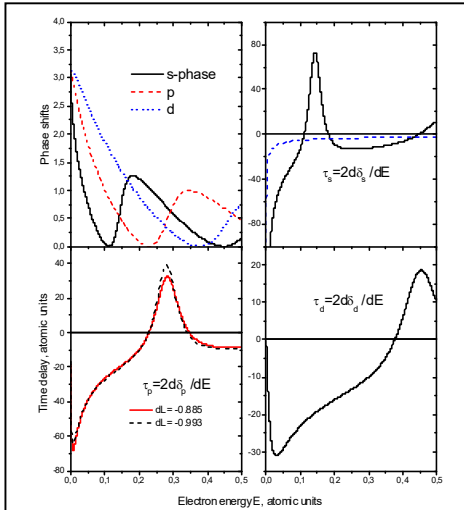 4,0
3,5
3,0
2,5
2,0
1,5
1,0
0,5
0,0
Phase shifts
s-phase
p
d
80
40
0
-40
-80
τs=2dδs/dE
40
20
0
-20
-40
-60
-80
0,0 0,1 0,2 0,3 0,4 0,5
Time delay, atomic units
τp=2dδp/dE
dL= -0.885
dL= -0.993
20
10
0
-10
-20
-30
0,0 0,1 0,2 0,3 0,4 0,5
τd=2dδd/dE
Electron energy E, atomic units